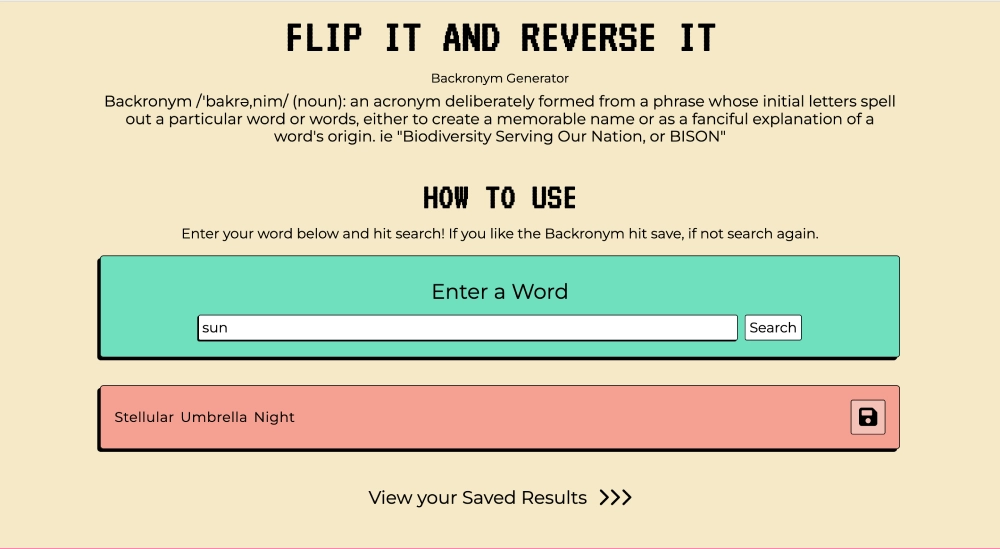 FLIP IT AND REVERSE IT
Backronym Generator
Backronym /'bakrə,nim/ (noun): an acronym deliberately formed from a phrase whose initial letters spell
out a particular word or words, either to create a memorable name or as a fanciful explanation of a
word's origin. ie "Biodiversity Serving Our Nation, or BISON"
HOW TO USE
Enter your word below and hit search! If you like the Backronym hit save, if not search again.
Enter a Word
sun
Search
Stellular Umbrella Night
View your Saved Results